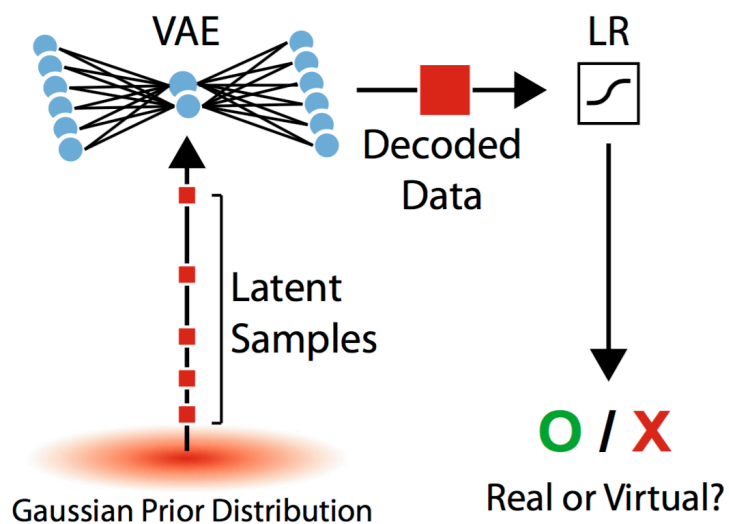 VAE
LR
Decoded
Data
Latent
Samples
O / X
Gaussian Prior Distribution
Real or Virtual?